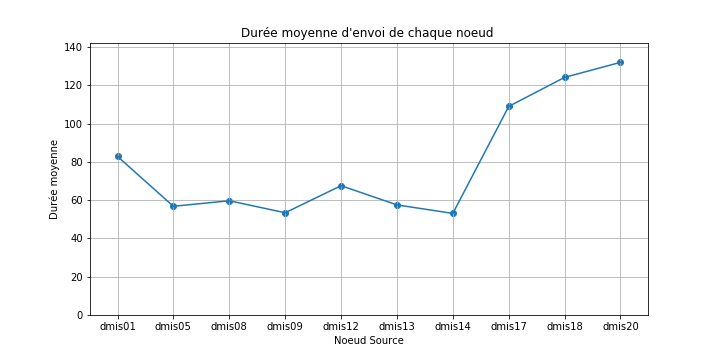 Durée moyenne d'envoi de chaque noeud
Durée moyenne
140
120
100
80
60
40
20
0
dmis01 dmis05 dmis08 dmis09 dmis12 dmis13 dmis14 dmis17 dmis18 dmis20
Noeud Source